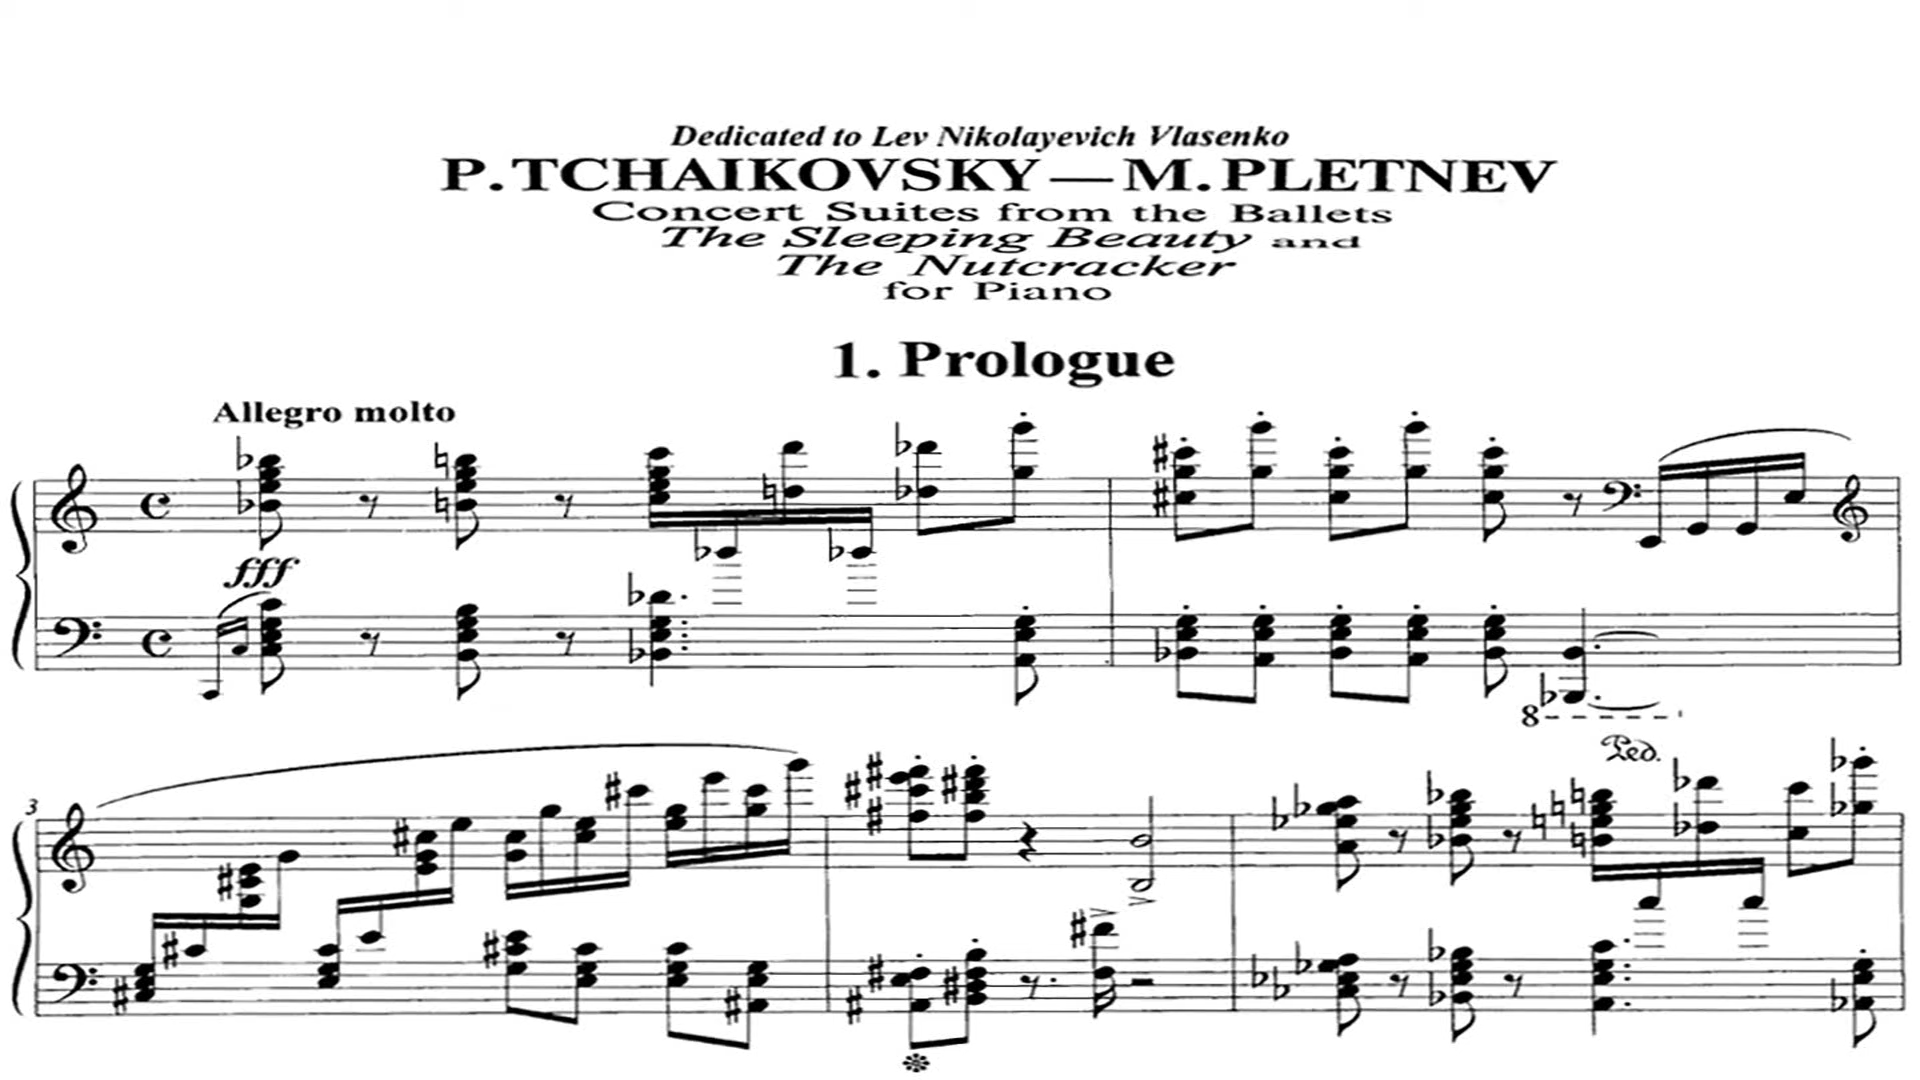 Dedicated to Lev Nikolayevich Vlasenko
P. TCHAIKOVSKY — M. PLETNEV
Concert Suites from the Ballets
The Sleeping Beauty and
The Nutcracker
for Piano
1. Prologue
Allegro molto
fff
8
Ped.
3